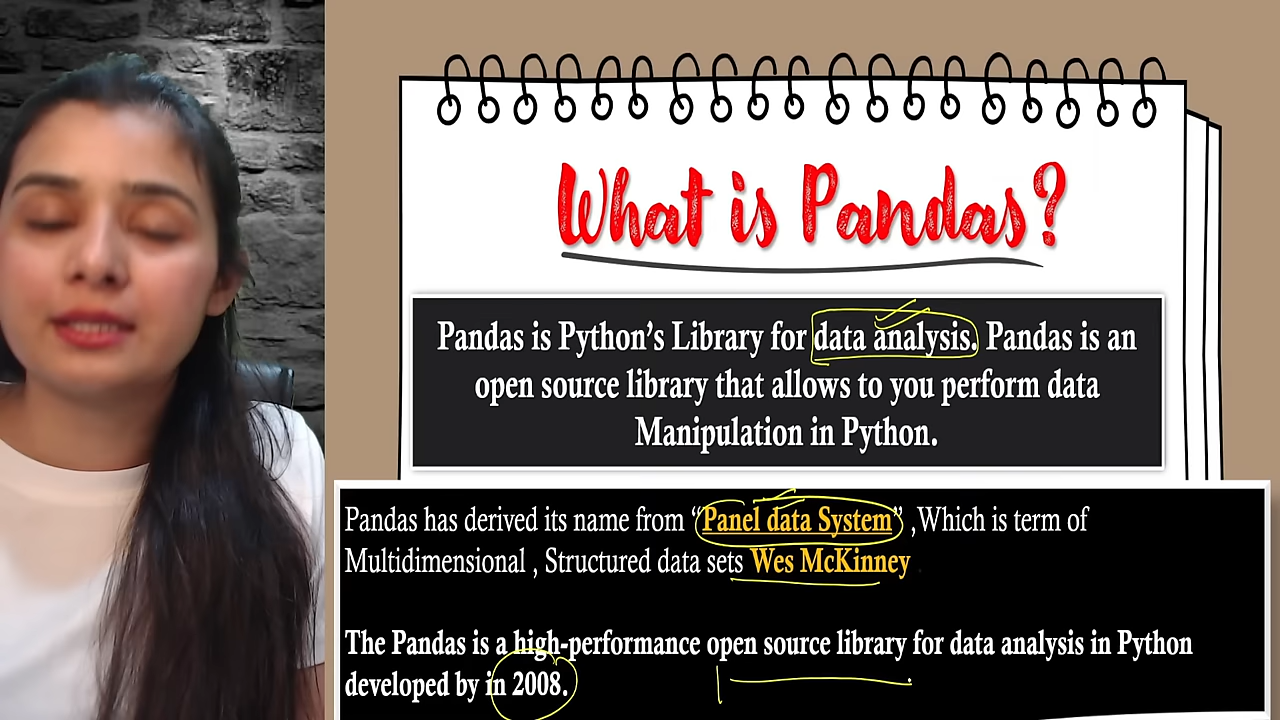 What is Pandas?
Pandas is Python’s Library for data analysis. Pandas is an
open source library that allows to you perform data
Manipulation in Python.
Pandas has derived its name from “Panel data System” ,Which is term of
Multidimensional , Structured data sets Wes McKinney
The Pandas is a high-performance open source library for data analysis in Python
developed by in 2008.